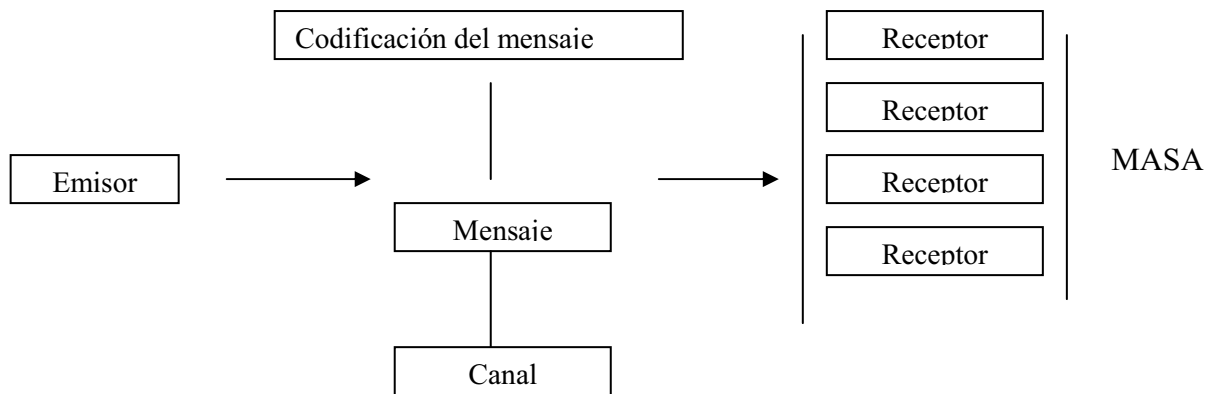 Codificación del mensaje
Emisor
Mensaje
Canal
Receptor
Receptor
Receptor
Receptor
MASA